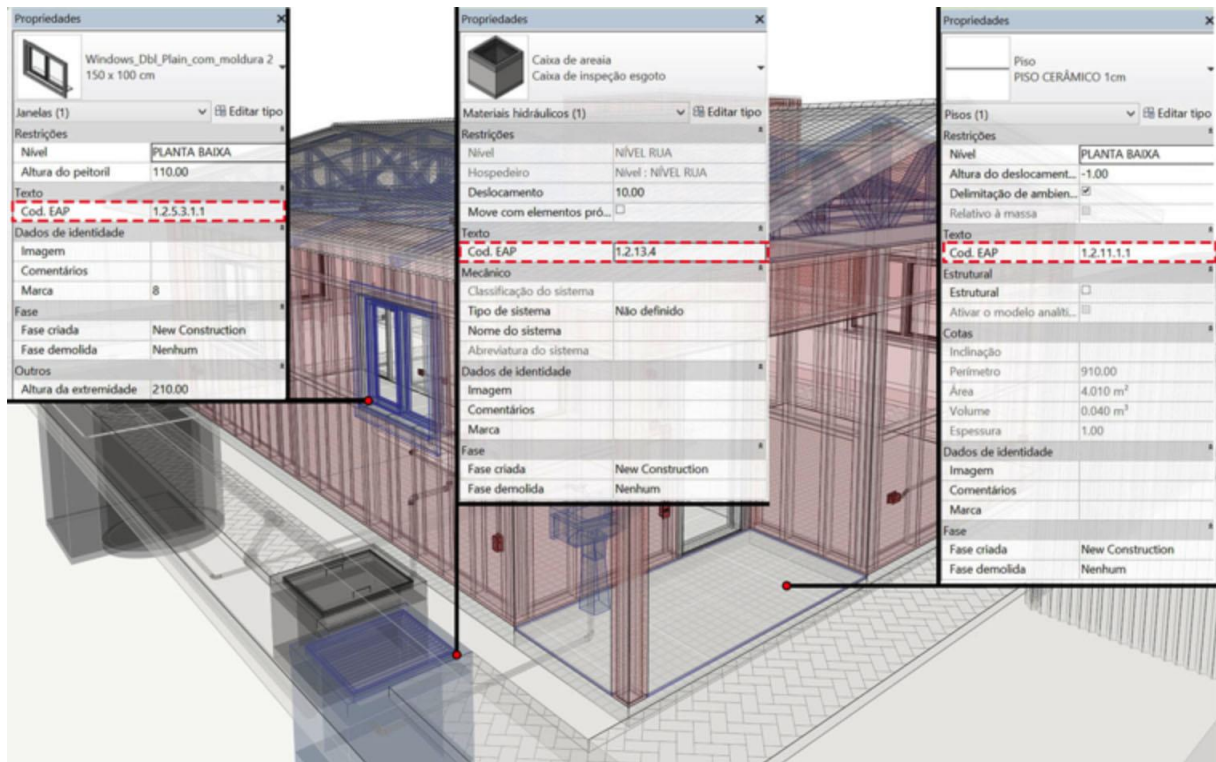 Propriedades
Windows_Dbl_Plain_com_moldura 2
150 x 100 cm
Janelas (1)
Editar tipo
Restrições
Nível PLANTA BAIXA
Altura do peitoril 110.00
Texto
Cod. EAP 1.2.5.3.1.1
Dados de identidade
Imagem
Comentários
Marca 8
Fase
Fase criada New Construction
Fase demolida Nenhum
Outros
Altura da extremidade 210.00
Propriedades
Caixa de areaia
Caixa de inspeção esgoto
Materiais hidráulicos (1)
Editar tipo
Restrições
Nível NÍVEL RUA
Hospedeiro Nível : NÍVEL RUA
Deslocamento 10.00
Move com elementos pró...
Texto
Cod. EAP 1.2.13.4
Mecânico
Classificação do sistema
Tipo de sistema Não definido
Nome do sistema
Abreviatura do sistema
Dados de identidade
Imagem
Comentários
Marca
Fase
Fase criada New Construction
Fase demolida Nenhum
Propriedades
Piso
PISO CERÂMICO 1cm
Pisos (1)
Editar tipo
Restrições
Nível PLANTA BAIXA
Altura do deslocament... -1.00
Delimitação de ambien...
Relativo à massa
Texto
Cod. EAP 1.2.11.1.1
Estrutural
Estrutural
Ativar o modelo analíti...
Cotas
Inclinação
Perímetro 910.00
Área 4.010 m²
Volume 0.040 m³
Espessura 1.00
Dados de identidade
Imagem
Comentários
Marca
Fase
Fase criada New Construction
Fase demolida Nenhum